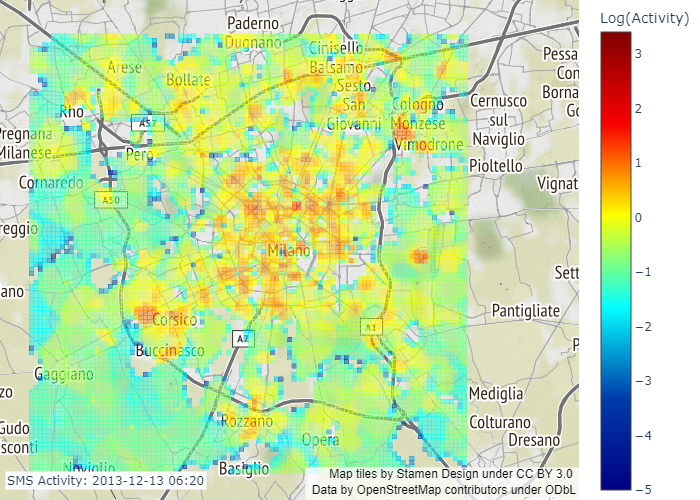 Log(Activity)
Paderno
Dugnano
Cinisello
Balsamo
Sesto
San
Giovanni
Arese
Bollate
Rho
A52
Pero
Pregnana
Milanese
Cornaredo
A50
Cologno
Monzese
Vimodrone
Cernusco
sul
Naviglio
Pioltello
Pessa
Con
Borna
Go
Vignat
reggio
ano
Milano
Sett
Pantigliate
P
Corsico
Buccinasco
A7
A1
Gaggiano
zo
Gudo
sconti
Noviglio
Rozzano
Opera
Basiglio
Mediglia
Colturano
Dresano
3
2
1
0
−1
−2
−3
−4
−5
SMS Activity: 2013-12-13 06:20
Map tiles by Stamen Design under CC BY 3.0
Data by OpenStreetMap contributors under ODbL